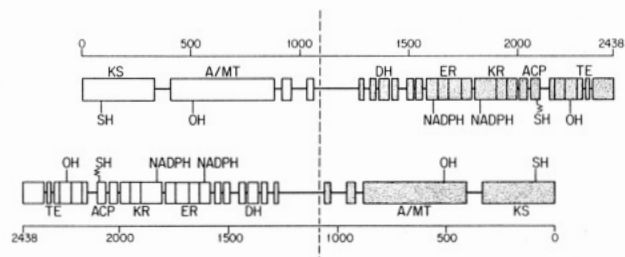 0 500 1000 1500 2000 2438
KS A/MT DH ER KR ACP TE
SH OH NADPH NADPH SH OH
OH SH NADPH NADPH OH SH
TE ACP KR ER DH A/MT KS
2438 2000 1500 1000 500 0